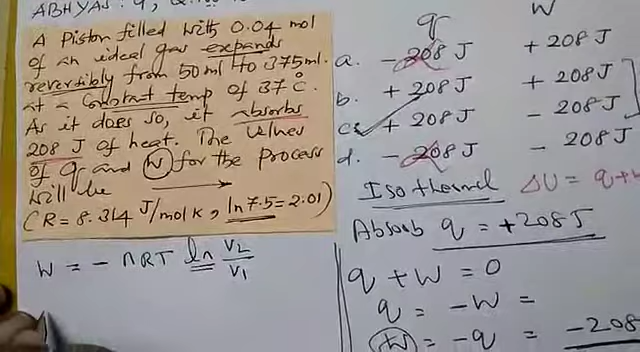 ABHYAS: 9,
A Piston filled with 0.04 mol
of an ideal gas expands
reversibly from 50 ml to 375 ml.
at a constant temp of 37°C.
As it does so, it absorbs
208 J of heat. The values
of q and W for the process
will be
(R = 8.314 J/mol K, ln 7.5 = 2.01)
W = - nRT ln V2/V1
q W
a. - 208 J + 208 J
b. + 208 J + 208 J
c. + 208 J - 208 J
d. - 208 J - 208 J
Isothermal ΔU = q+w
Absorb q = +208 J
q + W = 0
q = -W =
W = -q = -208